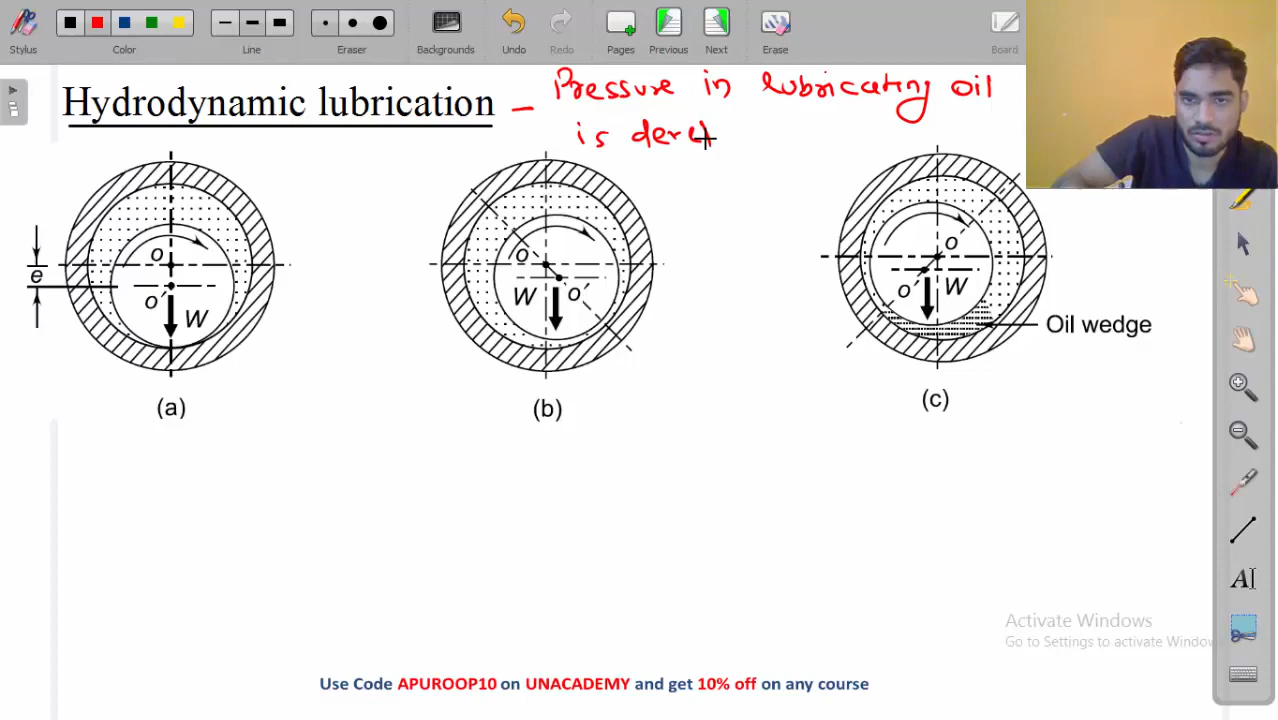 Stylus
Color
Line
Eraser
Backgrounds
Undo
Redo
Pages
Previous
Next
Erase
Board
Hydrodynamic lubrication - Pressure in lubricating oil
is devel
o
e
o'
W
(a)
o
W
o'
(b)
o
o'
W
Oil wedge
(c)
A
Activate Windows
Go to Settings to activate Windows
Use Code APUROOP10 on UNACADEMY and get 10% off on any course